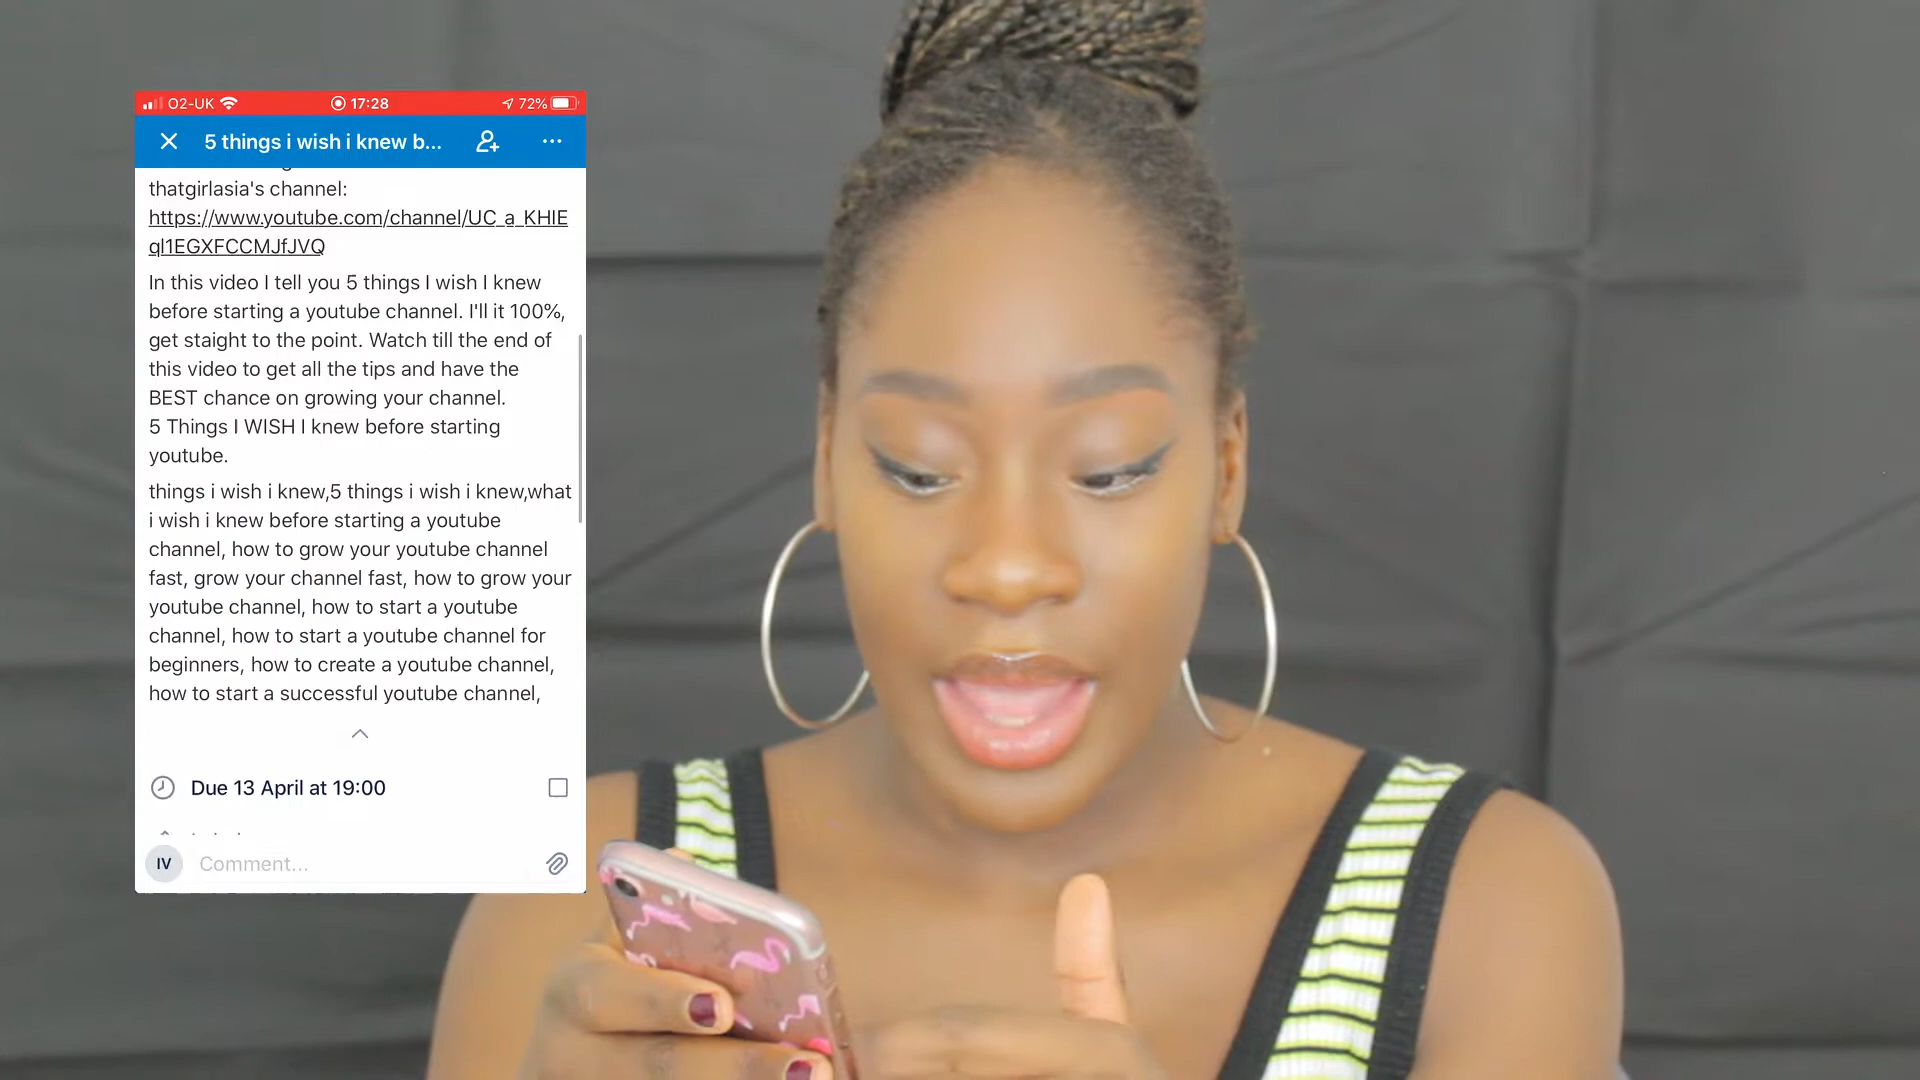 O2-UK 17:28 72%
5 things i wish i knew b...
thatgirlasia's channel:
https://www.youtube.com/channel/UC_a_KHIE
ql1EGXFCCMJfJVQ
In this video I tell you 5 things I wish I knew
before starting a youtube channel. I'll it 100%,
get staight to the point. Watch till the end of
this video to get all the tips and have the
BEST chance on growing your channel.
5 Things I WISH I knew before starting
youtube.
things i wish i knew,5 things i wish i knew,what
i wish i knew before starting a youtube
channel, how to grow your youtube channel
fast, grow your channel fast, how to grow your
youtube channel, how to start a youtube
channel, how to start a youtube channel for
beginners, how to create a youtube channel,
how to start a successful youtube channel,
Due 13 April at 19:00
IV Comment...